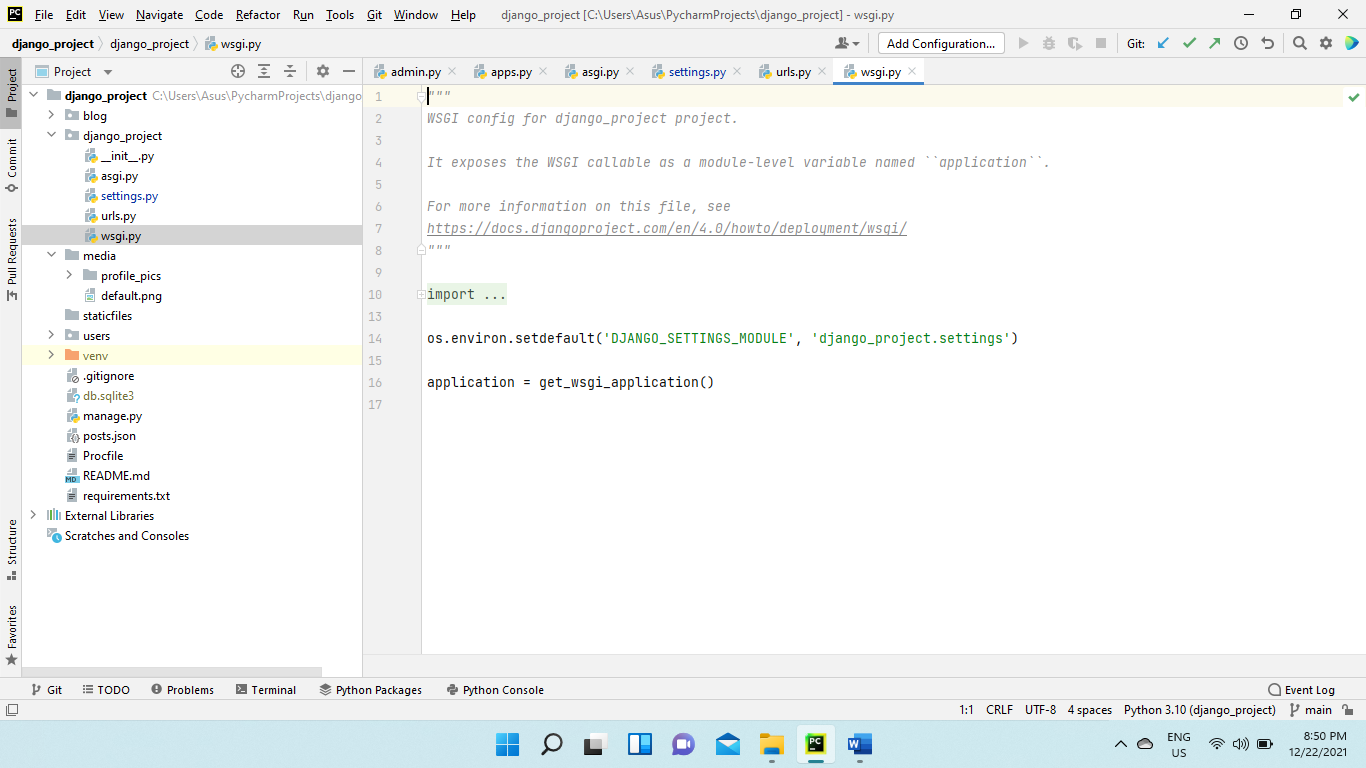 PC File Edit View Navigate Code Refactor Run Tools Git Window Help django_project [C:\Users\Asus\PycharmProjects\django_project] - wsgi.py
django_project django_project wsgi.py Add Configuration... Git:
Project admin.py apps.py asgi.py settings.py urls.py wsgi.py
Project
Commit
Pull Requests
Structure
Favorites
django_project C:\Users\Asus\PycharmProjects\django
blog
django_project
__init__.py
asgi.py
settings.py
urls.py
wsgi.py
media
profile_pics
default.png
staticfiles
users
venv
.gitignore
db.sqlite3
manage.py
posts.json
Procfile
README.md
requirements.txt
External Libraries
Scratches and Consoles
1 """
2 WSGI config for django_project project.
3
4 It exposes the WSGI callable as a module-level variable named ``application``.
5
6 For more information on this file, see
7 https://docs.djangoproject.com/en/4.0/howto/deployment/wsgi/
8 """
9
10 import ...
13
14 os.environ.setdefault('DJANGO_SETTINGS_MODULE', 'django_project.settings')
15
16 application = get_wsgi_application()
17
Git TODO Problems Terminal Python Packages Python Console Event Log
1:1 CRLF UTF-8 4 spaces Python 3.10 (django_project) main
ENG 8:50 PM
US 12/22/2021